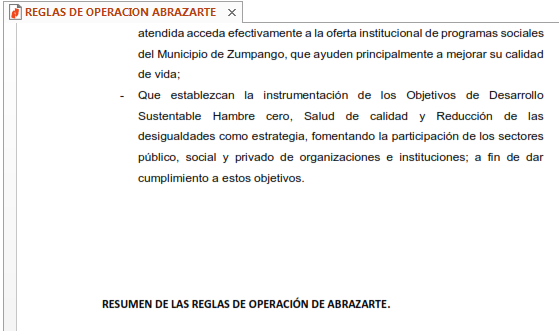 REGLAS DE OPERACION ABRAZARTE ×
atendida acceda efectivamente a la oferta institucional de programas sociales
del Municipio de Zumpango, que ayuden principalmente a mejorar su calidad
de vida;
- Que establezcan la instrumentación de los Objetivos de Desarrollo
Sustentable Hambre cero, Salud de calidad y Reducción de las
desigualdades como estrategia, fomentando la participación de los sectores
público, social y privado de organizaciones e instituciones; a fin de dar
cumplimiento a estos objetivos.
RESUMEN DE LAS REGLAS DE OPERACIÓN DE ABRAZARTE.